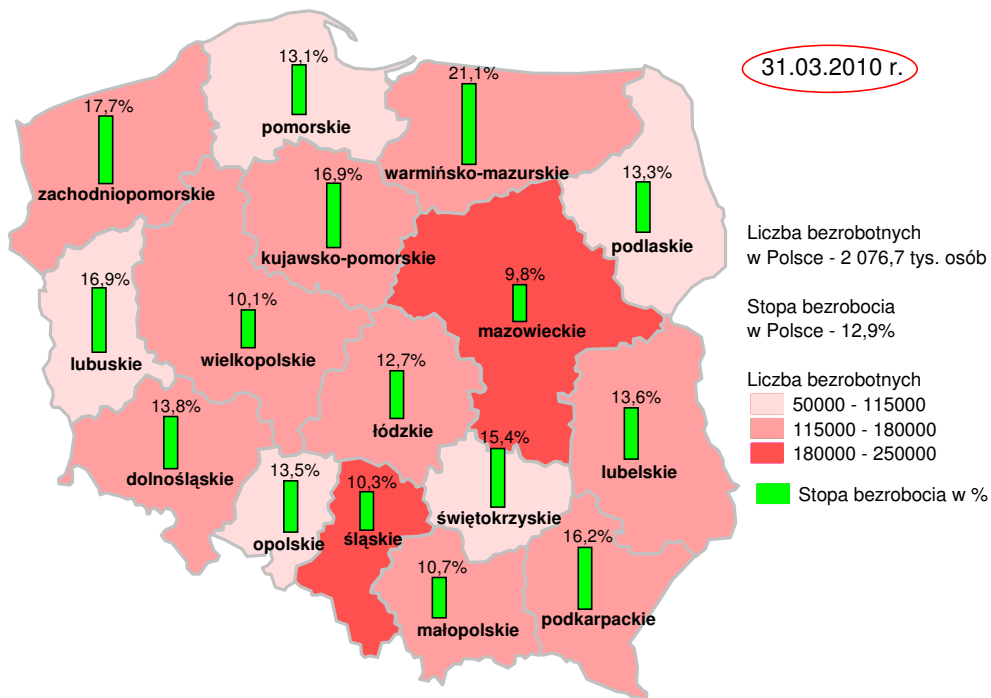 31.03.2010 r.
13,1%
pomorskie
21,1%
warmińsko-mazurskie
17,7%
zachodniopomorskie
16,9%
kujawsko-pomorskie
13,3%
podlaskie
9,8%
mazowieckie
16,9%
lubuskie
10,1%
wielkopolskie
12,7%
łódzkie
13,8%
dolnośląskie
13,6%
lubelskie
15,4%
świętokrzyskie
13,5%
opolskie
10,3%
śląskie
16,2%
podkarpackie
10,7%
małopolskie
Liczba bezrobotnych
w Polsce - 2 076,7 tys. osób
Stopa bezrobocia
w Polsce - 12,9%
Liczba bezrobotnych
50000 - 115000
115000 - 180000
180000 - 250000
Stopa bezrobocia w %